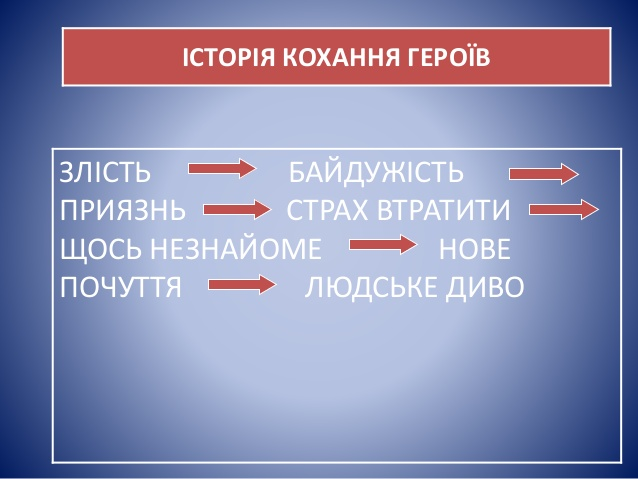 ІСТОРІЯ КОХАННЯ ГЕРОЇВ
ЗЛІСТЬ БАЙДУЖІСТЬ
ПРИЯЗНЬ СТРАХ ВТРАТИТИ
ЩОСЬ НЕЗНАЙОМЕ НОВЕ
ПОЧУТТЯ ЛЮДСЬКЕ ДИВО